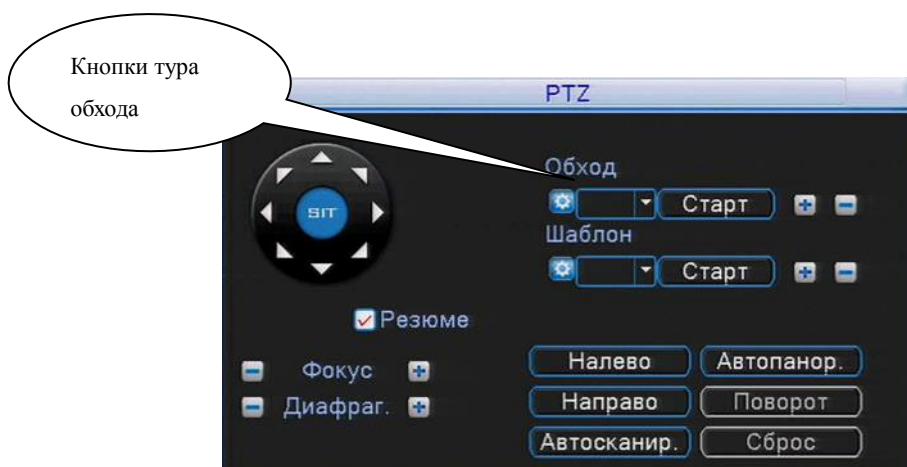 Кнопки тура
обхода
PTZ
Обход
Старт
Шаблон
SIT
Старт
Резюме
Фокус
Диафраг.
Налево
Автопанор.
Направо
Поворот
Автосканир.
Сброс